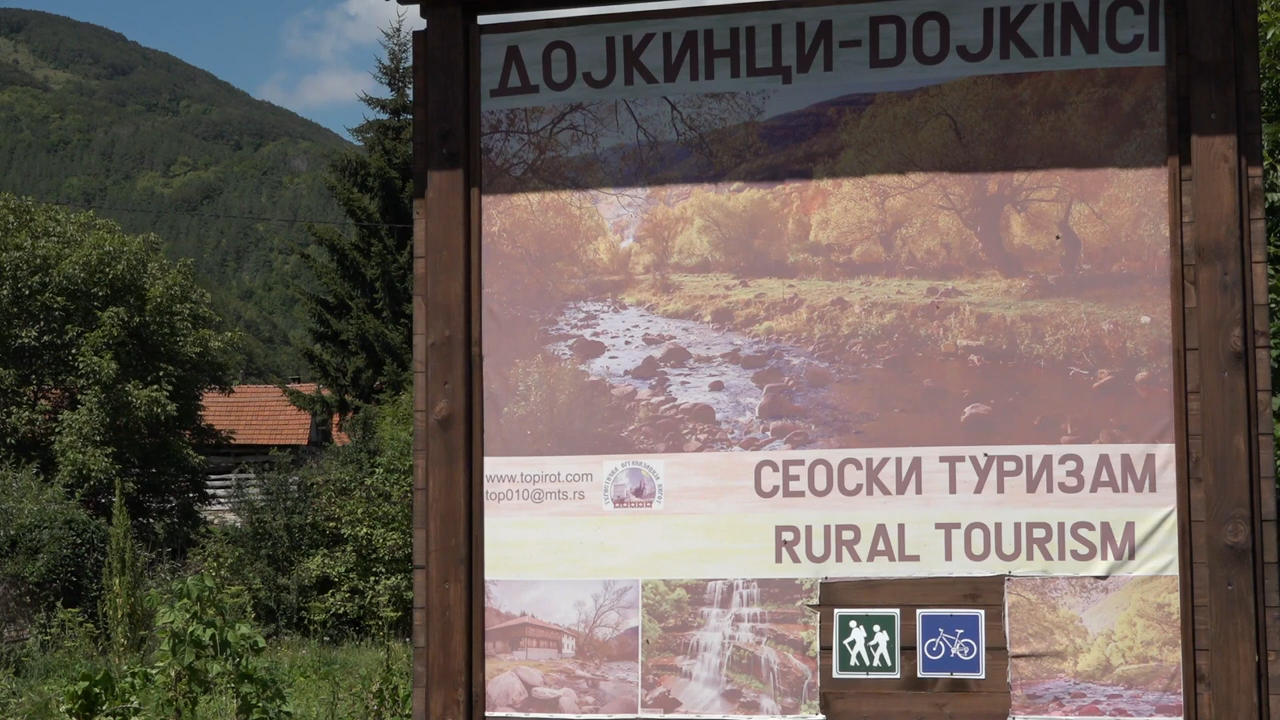 ДОЈКИНЦИ-DOJKINCI
www.topirot.com
top010@mts.rs
СЕОСКИ ТУРИЗАМ
RURAL TOURISM